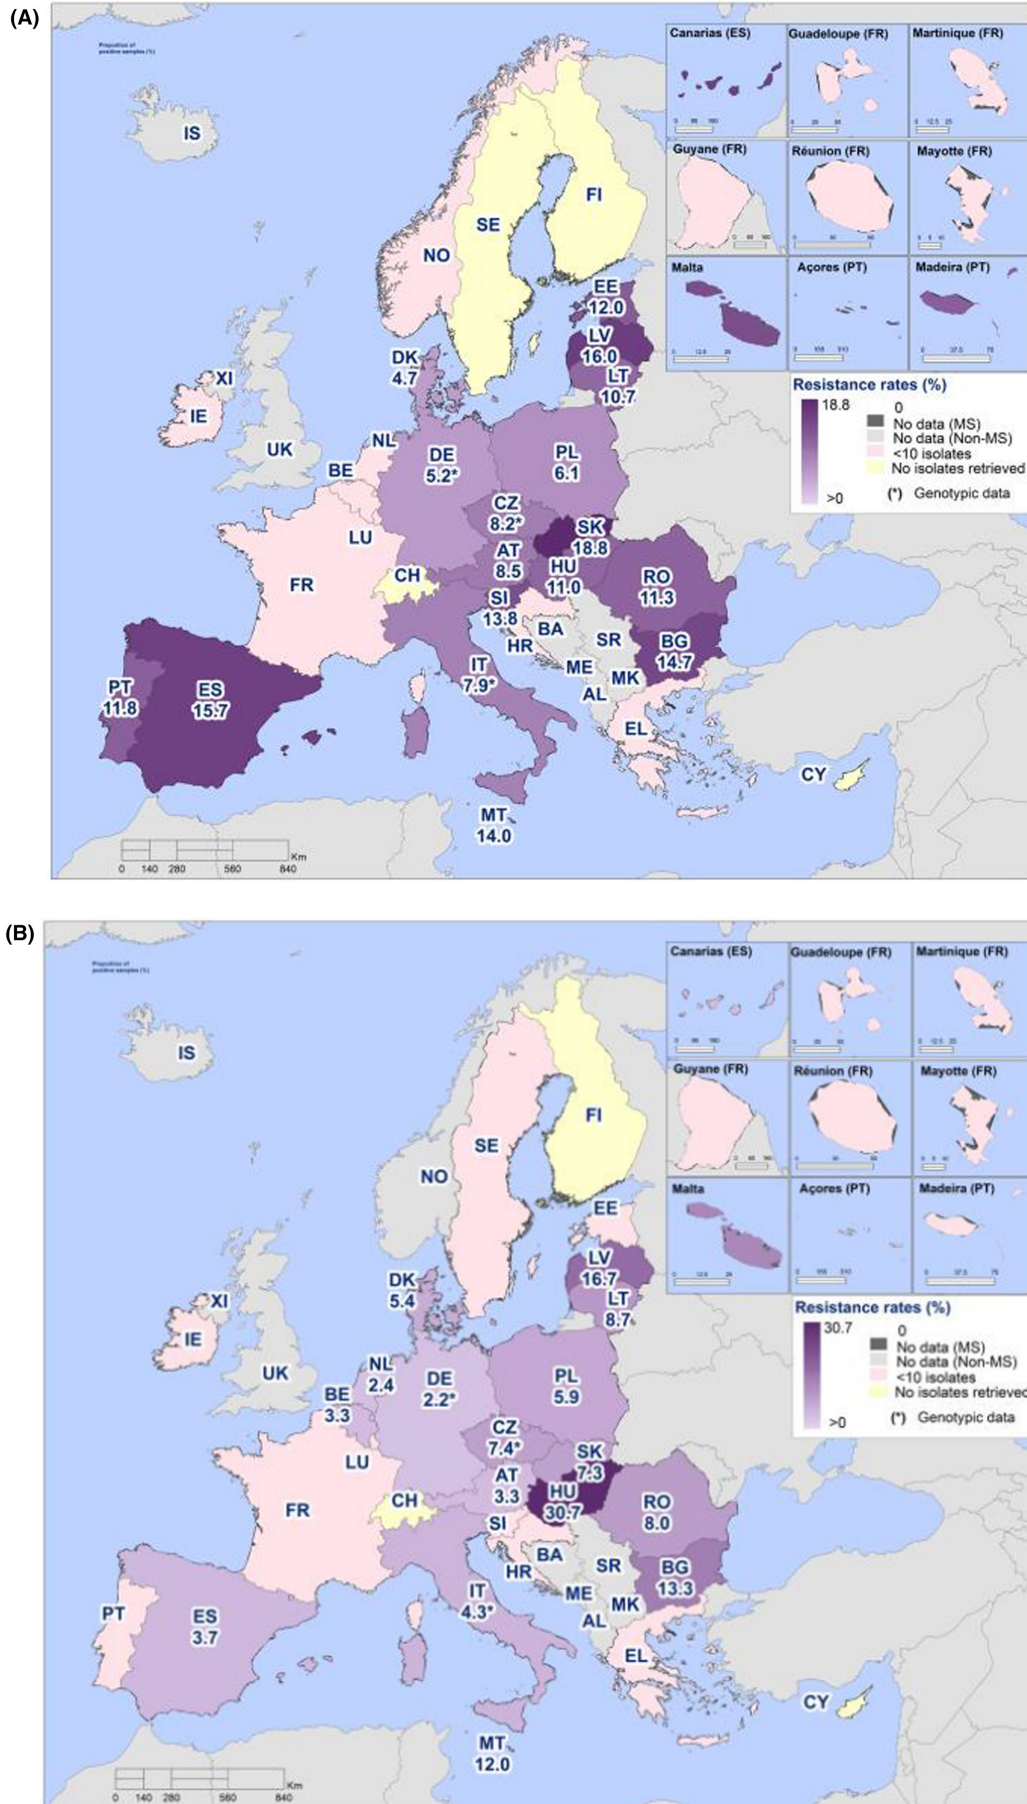 (A)
Proportion of
positive samples (%)
Canarias (ES)
Guadeloupe (FR)
Martinique (FR)
IS
Guyane (FR)
Réunion (FR)
Mayotte (FR)
FI
SE
NO
Malta
Açores (PT)
Madeira (PT)
EE
12.0
LV
16.0
DK
4.7
LT
10.7
XI
IE
Resistance rates (%)
18.8
0
No data (MS)
No data (Non-MS)
<10 isolates
No isolates retrieved
>0
(*) Genotypic data
UK
NL
BE
DE
5.2*
PL
6.1
CZ
8.2*
SK
18.8
LU
AT
8.5
HU
11.0
CH
FR
RO
11.3
SI
13.8
BA
HR
SR
BG
14.7
ME
MK
AL
IT
7.9*
PT
11.8
ES
15.7
EL
CY
MT
14.0
Km
0 140 280 560 840
(B)
Proportion of
positive samples (%)
Canarias (ES)
Guadeloupe (FR)
Martinique (FR)
IS
Guyane (FR)
Réunion (FR)
Mayotte (FR)
FI
SE
NO
Malta
Açores (PT)
Madeira (PT)
EE
LV
16.7
DK
5.4
LT
8.7
XI
IE
Resistance rates (%)
30.7
0
No data (MS)
No data (Non-MS)
<10 isolates
No isolates retrieved
>0
(*) Genotypic data
UK
NL
2.4
BE
3.3
DE
2.2*
PL
5.9
CZ
7.4*
SK
7.3
LU
AT
3.3
HU
30.7
CH
FR
RO
8.0
SI
BA
HR
SR
BG
13.3
ME
MK
AL
IT
4.3*
PT
ES
3.7
EL
CY
MT
12.0
Km
0 140 280 560 840